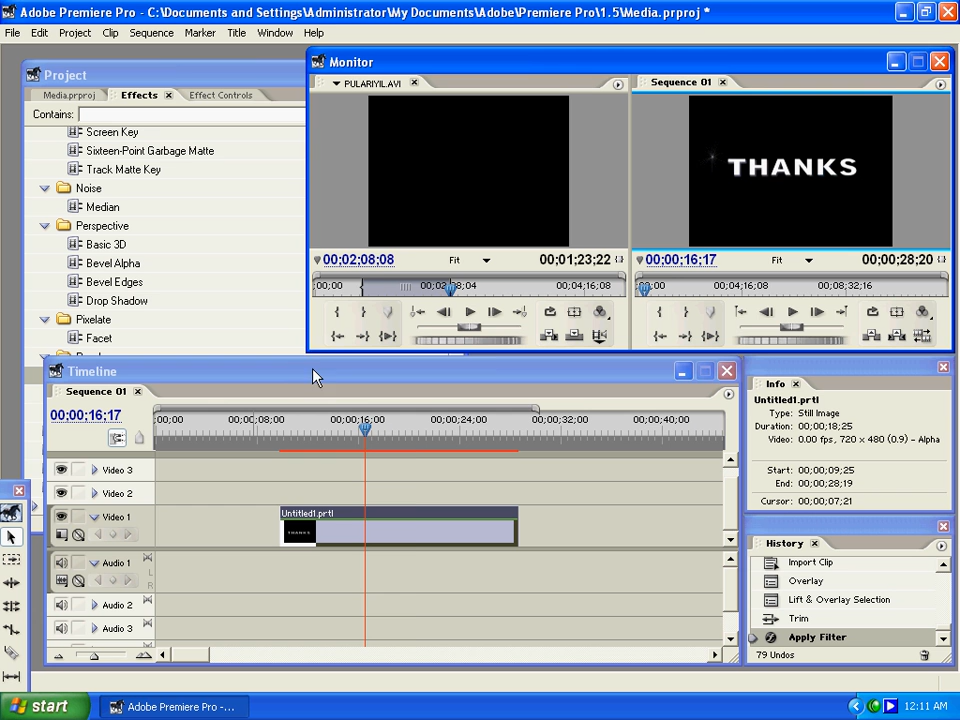 Adobe Premiere Pro - C:\Documents and Settings\Administrator\My Documents\Adobe\Premiere Pro\1.5\Media.prproj *
File Edit Project Clip Sequence Marker Title Window Help
Project
Media.prproj Effects Effect Controls
Contains:
Screen Key
Sixteen-Point Garbage Matte
Track Matte Key
Noise
Median
Perspective
Basic 3D
Bevel Alpha
Bevel Edges
Drop Shadow
Pixelate
Facet
Monitor
PULARIYIL.AVI Sequence 01
THANKS
00;02;08;08 Fit 00;01;23;22
00;00;16;17 Fit 00;00;28;20
00;04;16;08
00;04;16;08 00;08;32;16
Timeline
Sequence 01
00;00;16;17
;00;00 00;00;08;00 00;00;16;00 00;00;24;00 00;00;32;00 00;00;40;00
Video 3
Video 2
Video 1
Untitled1.prtl
THANKS
Audio 1
L
R
Audio 2
Audio 3
Info
Untitled1.prtl
Type: Still Image
Duration: 00;00;18;25
Video: 0.00 fps, 720 x 480 (0.9) - Alpha
Start: 00;00;09;25
End: 00;00;28;19
Cursor: 00;00;07;21
History
Import Clip
Overlay
Lift & Overlay Selection
Trim
Apply Filter
79 Undos
start
Adobe Premiere Pro -...
12:11 AM